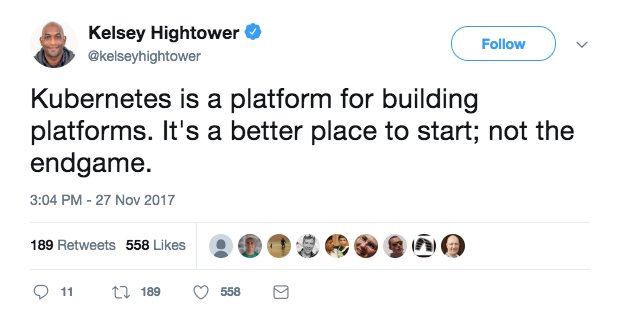 Kelsey Hightower
@kelseyhightower
Follow
Kubernetes is a platform for building
platforms. It's a better place to start; not the
endgame.
3:04 PM - 27 Nov 2017
189 Retweets 558 Likes
11 189 558